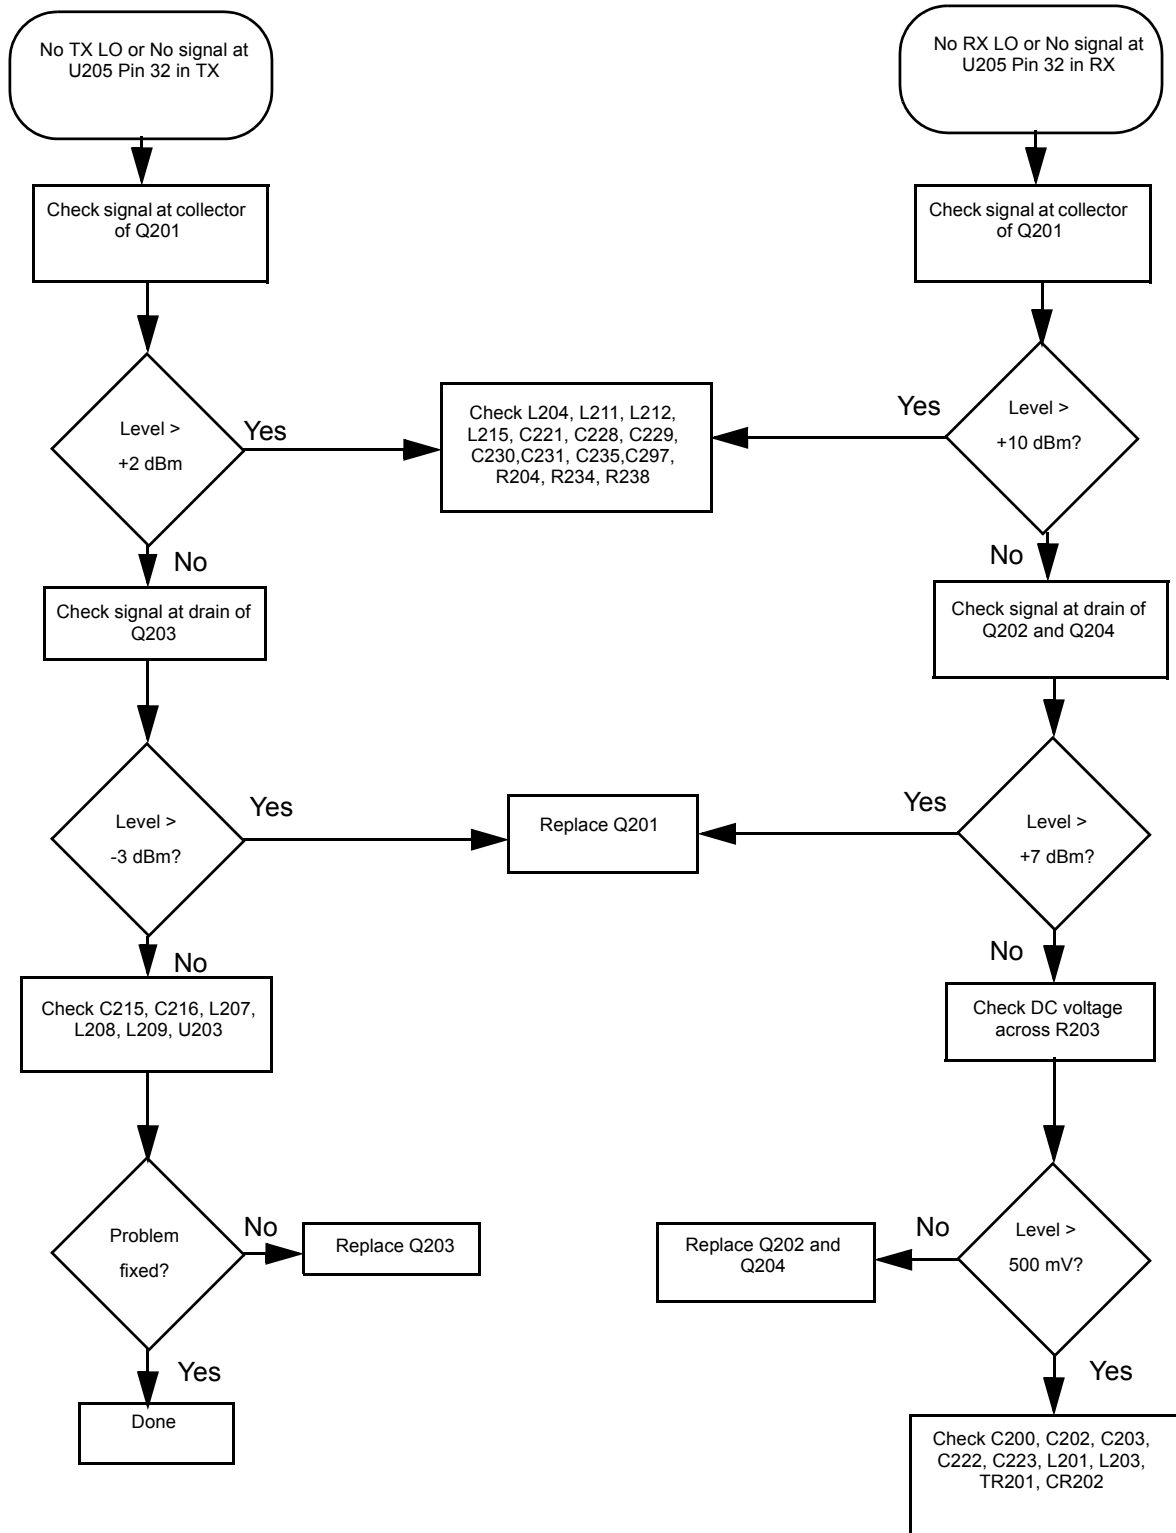 No TX LO or No signal at
U205 Pin 32 in TX
Check signal at collector
of Q201
Level >
+2 dBm
Yes
No
Check signal at drain of
Q203
Level >
-3 dBm?
Yes
No
Check C215, C216, L207,
L208, L209, U203
Problem
fixed?
No
Replace Q203
Yes
Done
Check L204, L211, L212,
L215, C221, C228, C229,
C230,C231, C235,C297,
R204, R234, R238
Replace Q201
No RX LO or No signal at
U205 Pin 32 in RX
Check signal at collector
of Q201
Level >
+10 dBm?
Yes
No
Check signal at drain of
Q202 and Q204
Level >
+7 dBm?
Yes
No
Check DC voltage
across R203
Level >
500 mV?
No
Replace Q202 and
Q204
Yes
Check C200, C202, C203,
C222, C223, L201, L203,
TR201, CR202